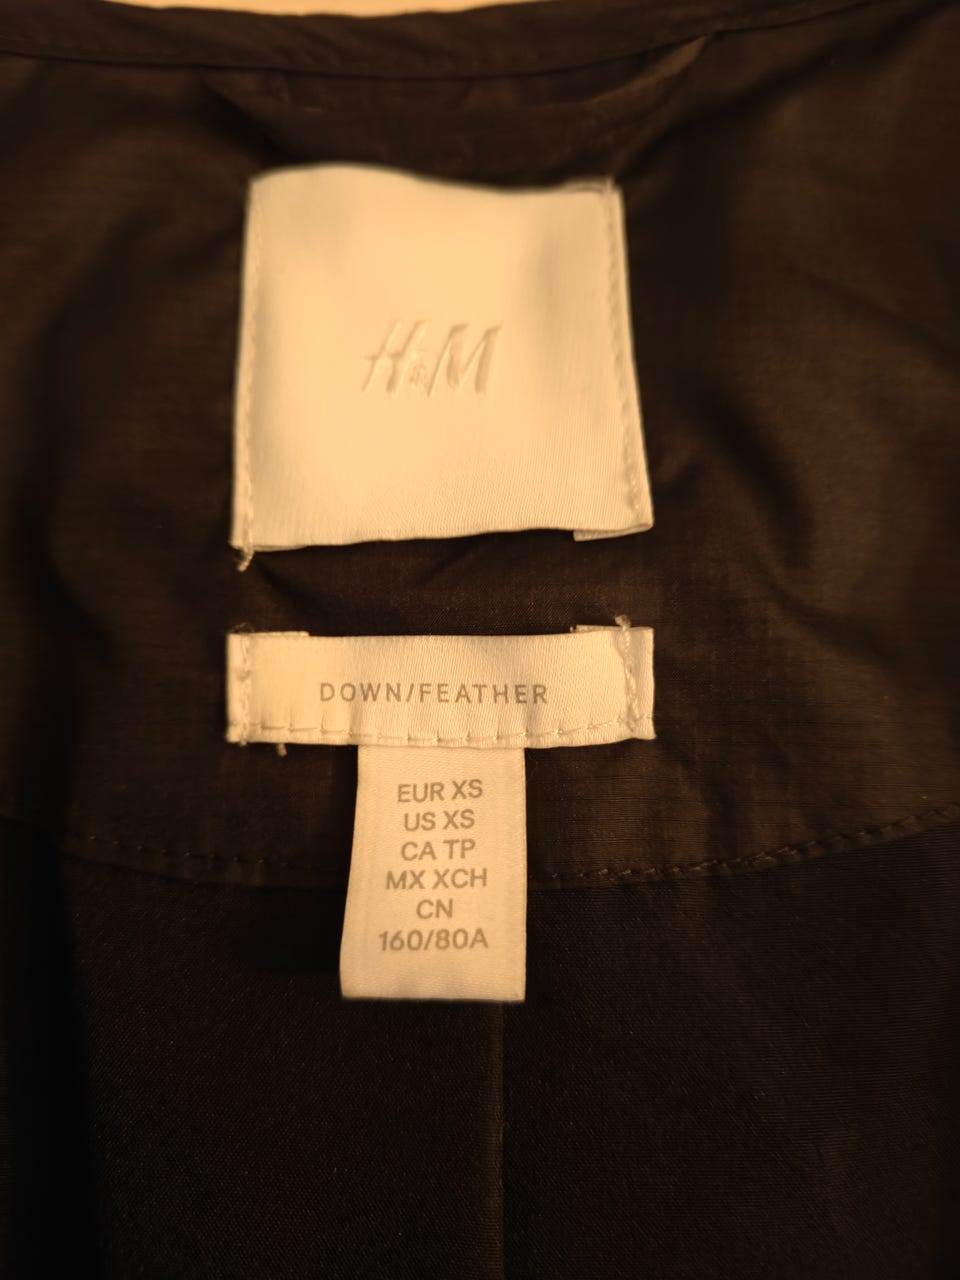 H&M
DOWN/FEATHER
EUR XS
US XS
CA TP
MX XCH
CN
160/80A